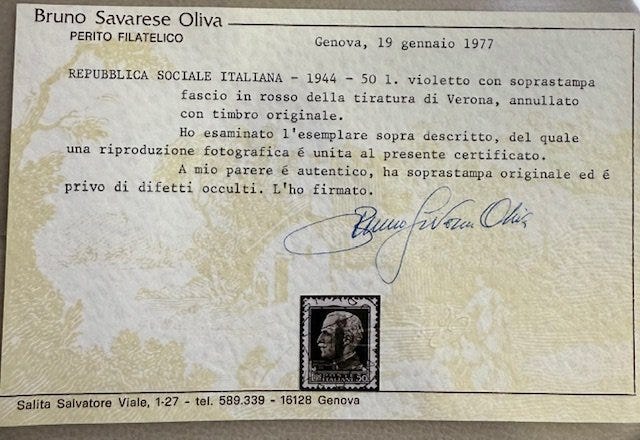 Bruno Savarese Oliva
PERITO FILATELICO
Genova, 19 gennaio 1977
REPUBBLICA SOCIALE ITALIANA - 1944 - 50 l. violetto con soprastampa
fascio in rosso della tiratura di Verona, annullato
con timbro originale.
Ho esaminato l'esemplare sopra descritto, del quale
una riproduzione fotografica é unita al presente certificato.
A mio parere é autentico, ha soprastampa originale ed é
privo di difetti occulti. L'ho firmato.
Bruno Savarese Oliva
Salita Salvatore Viale, 1-27 - tel. 589.339 - 16128 Genova